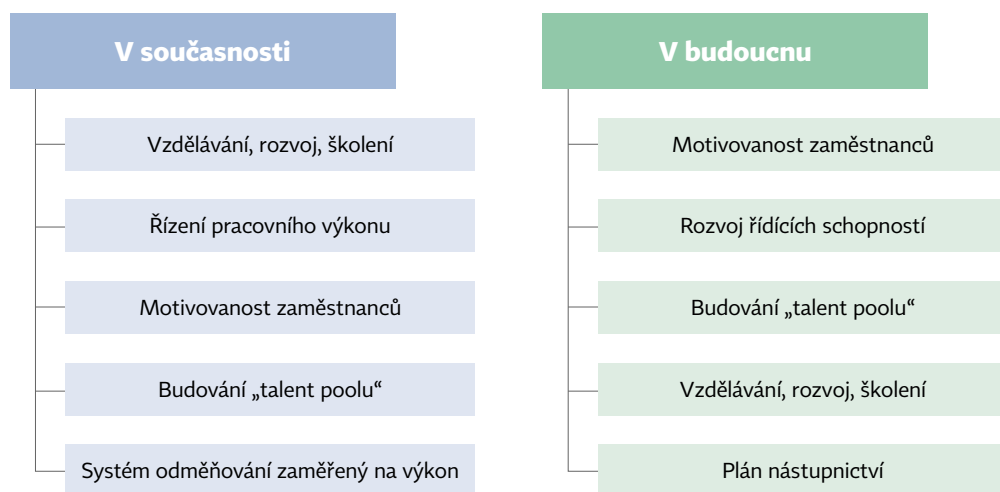 V současnosti
Vzdělávání, rozvoj, školení
Řízení pracovního výkonu
Motivovanost zaměstnanců
Budování „talent poolu“
Systém odměňování zaměřený na výkon
V budoucnu
Motivovanost zaměstnanců
Rozvoj řídících schopností
Budování „talent poolu“
Vzdělávání, rozvoj, školení
Plán nástupnictví